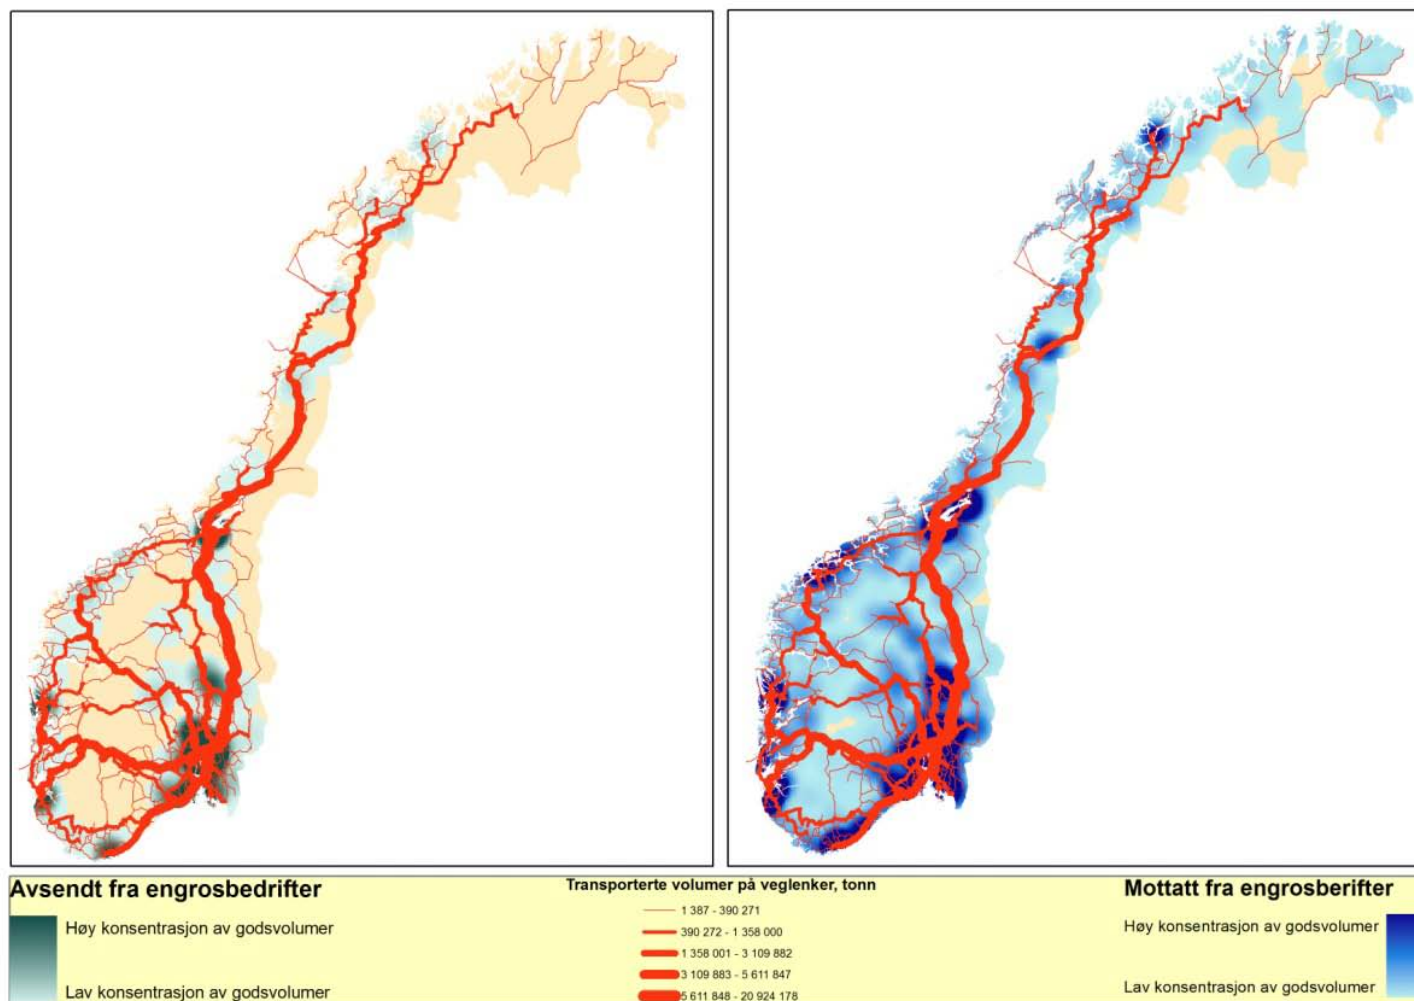 Avsendt fra engrosbedrifter
Høy konsentrasjon av godsvolumer
Lav konsentrasjon av godsvolumer
Transporterte volumer på veglenker, tonn
1 387 - 390 271
390 272 - 1 358 000
1 358 001 - 3 109 882
3 109 883 - 5 611 847
5 611 848 - 20 924 178
Mottatt fra engrosberifter
Høy konsentrasjon av godsvolumer
Lav konsentrasjon av godsvolumer